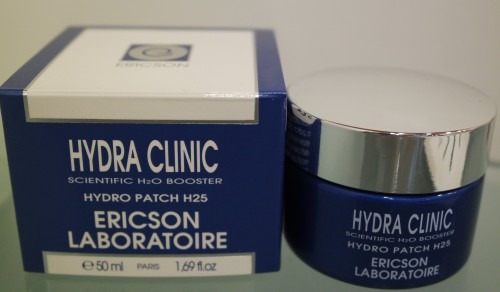 ERICSON
HYDRA CLINIC
SCIENTIFIC H2O BOOSTER
HYDRO PATCH H25
ERICSON
LABORATOIRE
e 50 ml PARIS 1,69 fl.oz
HYDRA CLINIC
SCIENTIFIC H2O BOOSTER
HYDRO PATCH H25
ERICSON
LABORATOIRE